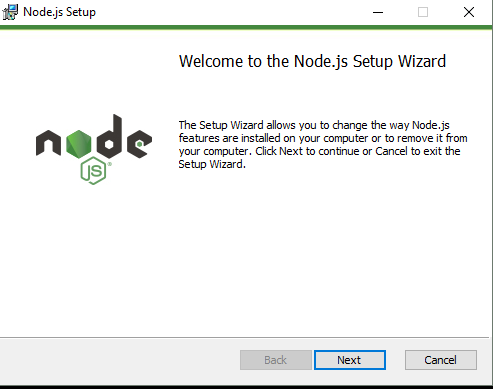 Node.js Setup
Welcome to the Node.js Setup Wizard
node
JS®
The Setup Wizard allows you to change the way Node.js
features are installed on your computer or to remove it from
your computer. Click Next to continue or Cancel to exit the
Setup Wizard.
Back
Next
Cancel